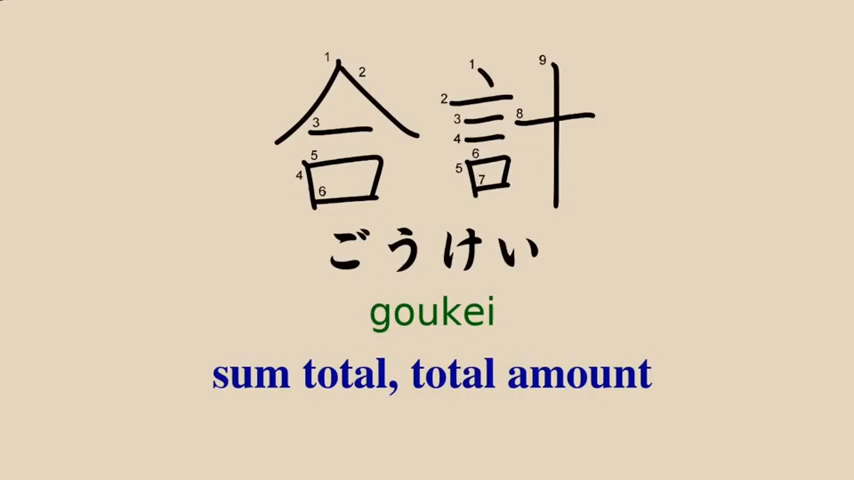 合計
ごうけい
goukei
sum total, total amount